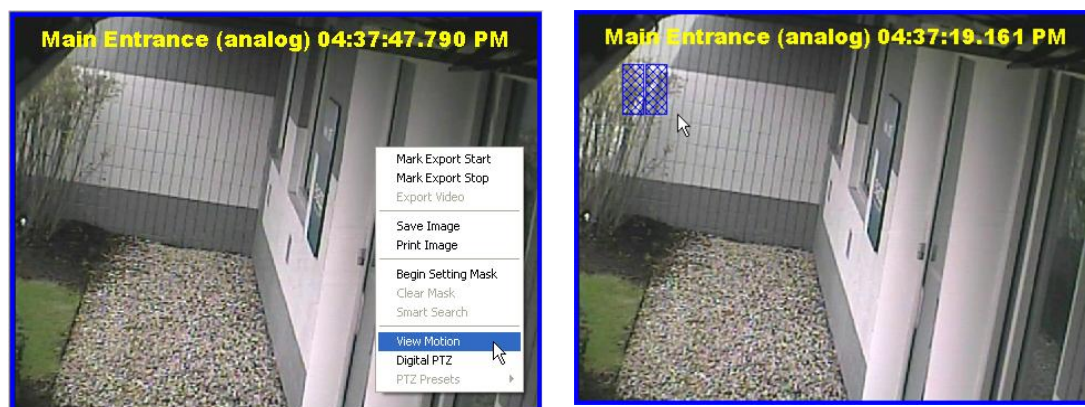 Main Entrance (analog) 04:37:47.790 PM
Mark Export Start
Mark Export Stop
Export Video
Save Image
Print Image
Begin Setting Mask
Clear Mask
Smart Search
View Motion
Digital PTZ
PTZ Presets
Main Entrance (analog) 04:37:19.161 PM